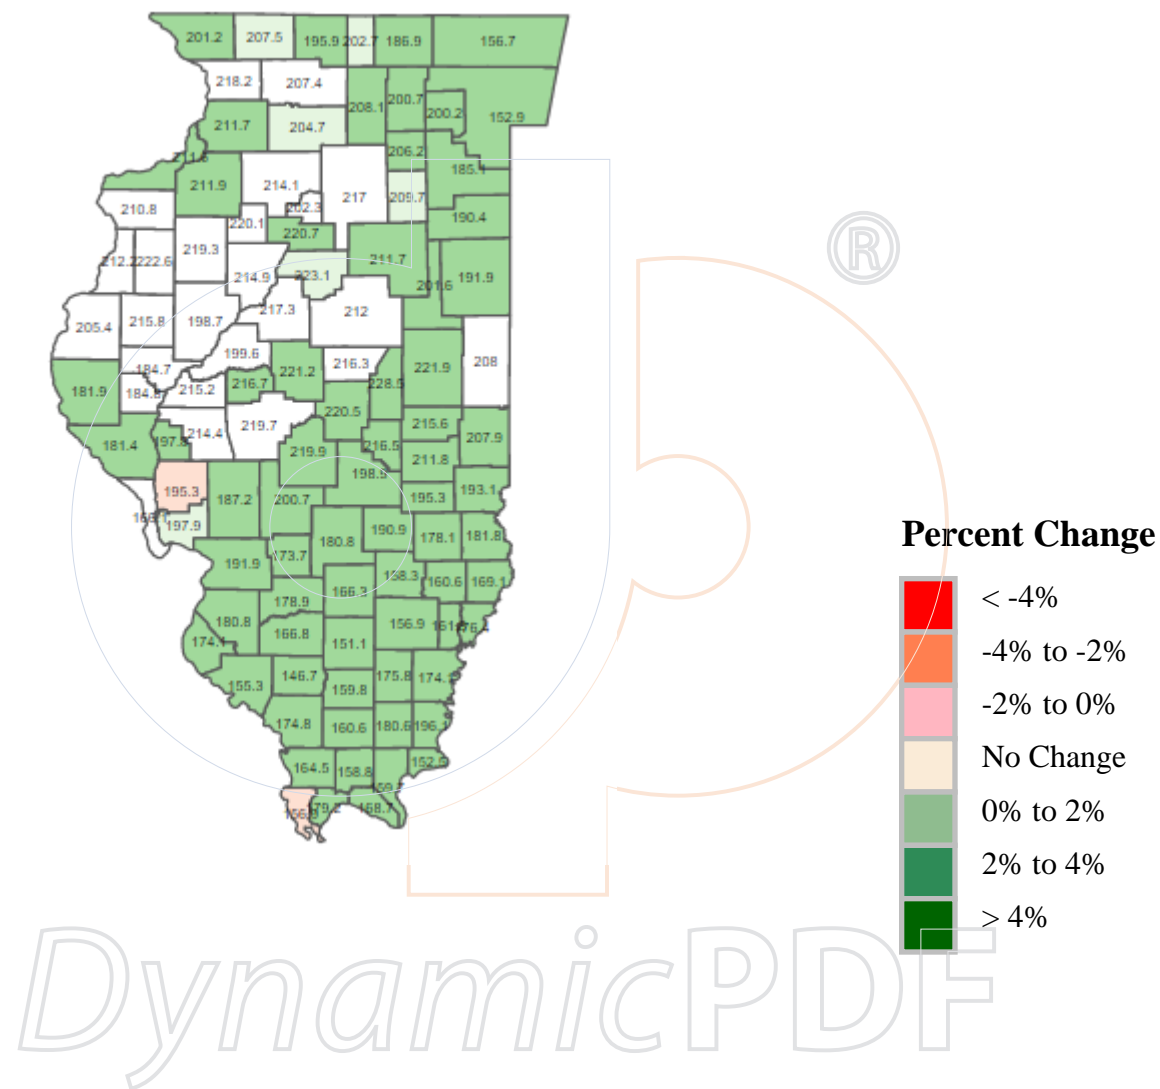 201.2 207.5 195.9 202.7 186.9 156.7
218.2 207.4
208.1 200.7 200.2 152.9
211.7 204.7
206.2
185.1
211.9 214.1 217 209.7
210.8 202.3
220.1 220.7 190.4
219.3
212.2 222.6 214.9 223.1 211.7 201.6 191.9
205.4 215.8 198.7 217.3 212
199.6 216.3 221.9 208
184.7 221.2
181.9 184.8 215.2 216.7 228.5
220.5
181.4 197.8 214.4 219.7 215.6 207.9
219.9 216.5 211.8
198.9
195.3 187.2 200.7 195.3 193.1
197.9 180.8 190.9 178.1 181.8
191.9 173.7
166.3 158.3 160.6 169.1
178.9
180.8 166.8 151.1 156.9
174.1
155.3 146.7 159.8 175.8
174.8 160.6 180.6 196.1
164.5 158.8
168.7
Percent Change
< -4%
-4% to -2%
-2% to 0%
No Change
0% to 2%
2% to 4%
> 4%
®
DynamicPDF